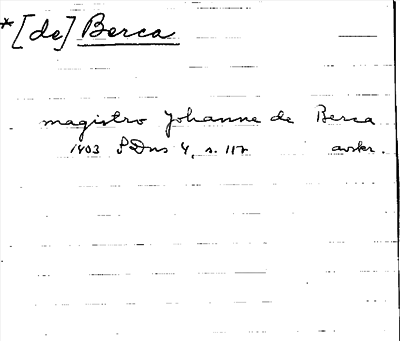 *[de] Berca
magistro Johanne de Berca
1403 SDns 4, s. 117 avskr.